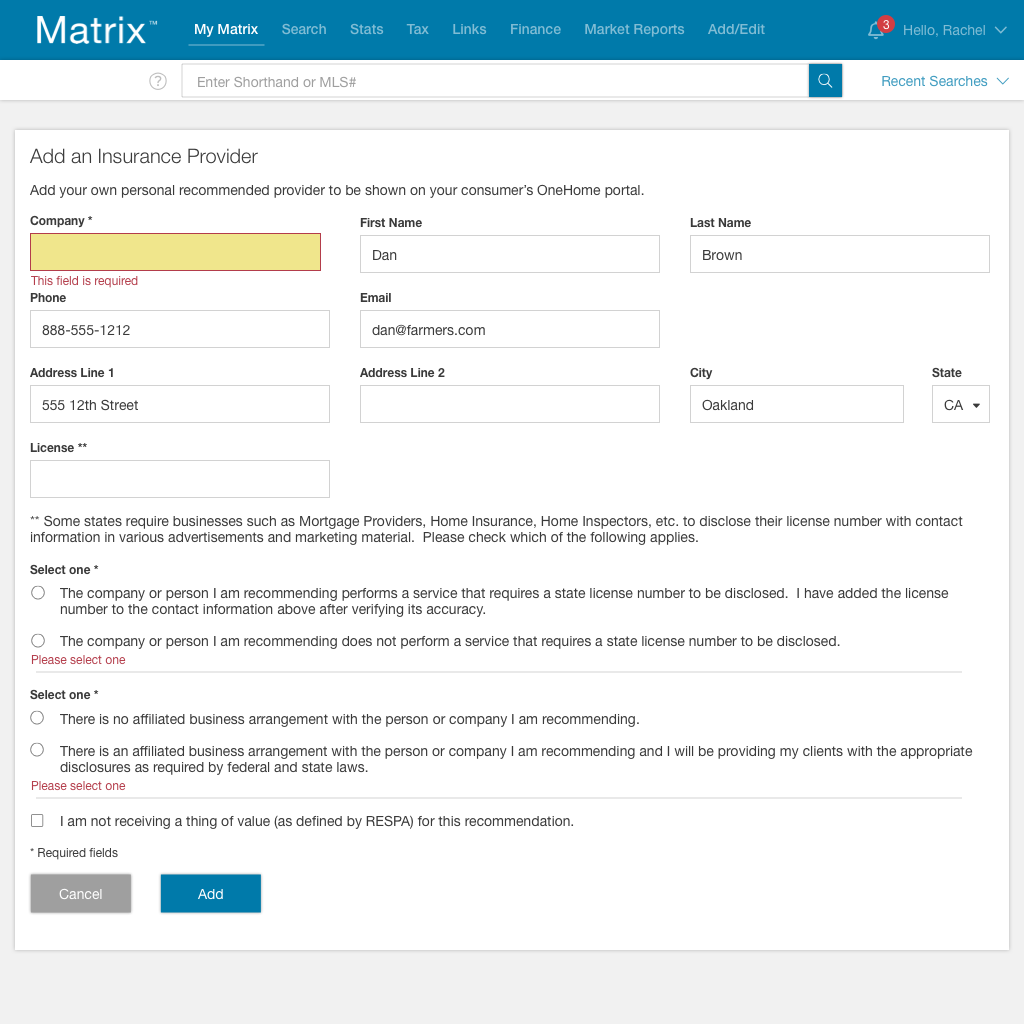 Matrix™ My Matrix Search Stats Tax Links Finance Market Reports Add/Edit 3 Hello, Rachel
? Enter Shorthand or MLS# Recent Searches
Add an Insurance Provider
Add your own personal recommended provider to be shown on your consumer’s OneHome portal.
Company * First Name Last Name
Dan Brown
This field is required
Phone Email
888-555-1212 dan@farmers.com
Address Line 1 Address Line 2 City State
555 12th Street Oakland CA
License **
** Some states require businesses such as Mortgage Providers, Home Insurance, Home Inspectors, etc. to disclose their license number with contact
information in various advertisements and marketing material. Please check which of the following applies.
Select one *
The company or person I am recommending performs a service that requires a state license number to be disclosed. I have added the license
number to the contact information above after verifying its accuracy.
The company or person I am recommending does not perform a service that requires a state license number to be disclosed.
Please select one
Select one *
There is no affiliated business arrangement with the person or company I am recommending.
There is an affiliated business arrangement with the person or company I am recommending and I will be providing my clients with the appropriate
disclosures as required by federal and state laws.
Please select one
I am not receiving a thing of value (as defined by RESPA) for this recommendation.
* Required fields
Cancel Add